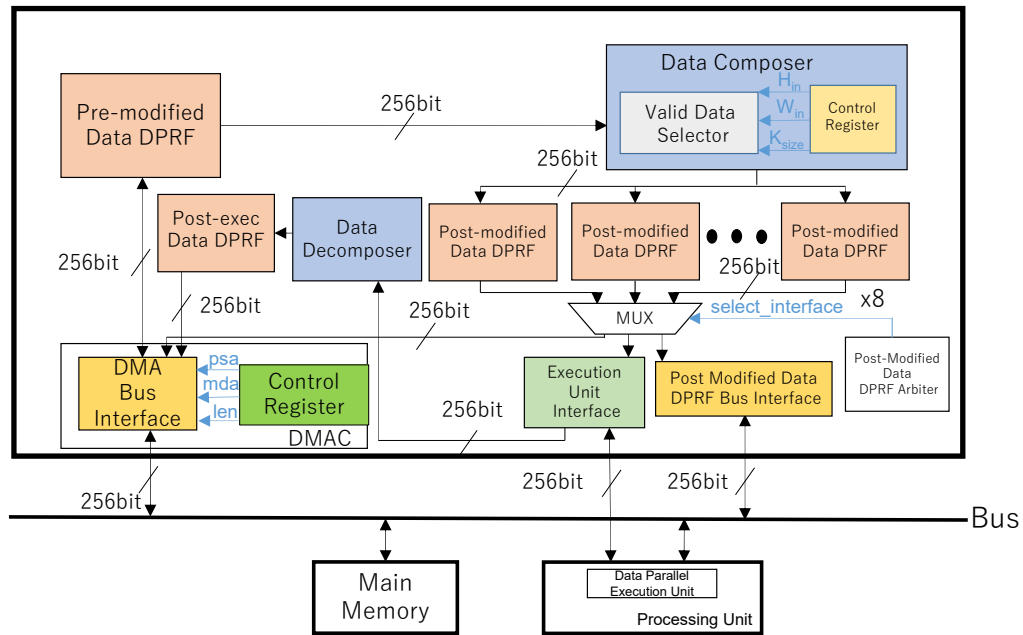 Data Composer
H_in
W_in
K_size
Valid Data
Selector
Control
Register
Pre-modified
Data DPRF
256bit
256bit
Post-exec
Data DPRF
Data
Decomposer
Post-modified
Data DPRF
Post-modified
Data DPRF
Post-modified
Data DPRF
256bit
256bit
256bit
256bit
x8
MUX
select_interface
DMA
Bus
Interface
psa
mda
len
Control
Register
DMAC
Execution
Unit
Interface
Post Modified Data
DPRF Bus Interface
Post-Modified
Data
DPRF Arbiter
256bit
256bit
256bit
256bit
Bus
Main
Memory
Data Parallel
Execution Unit
Processing Unit